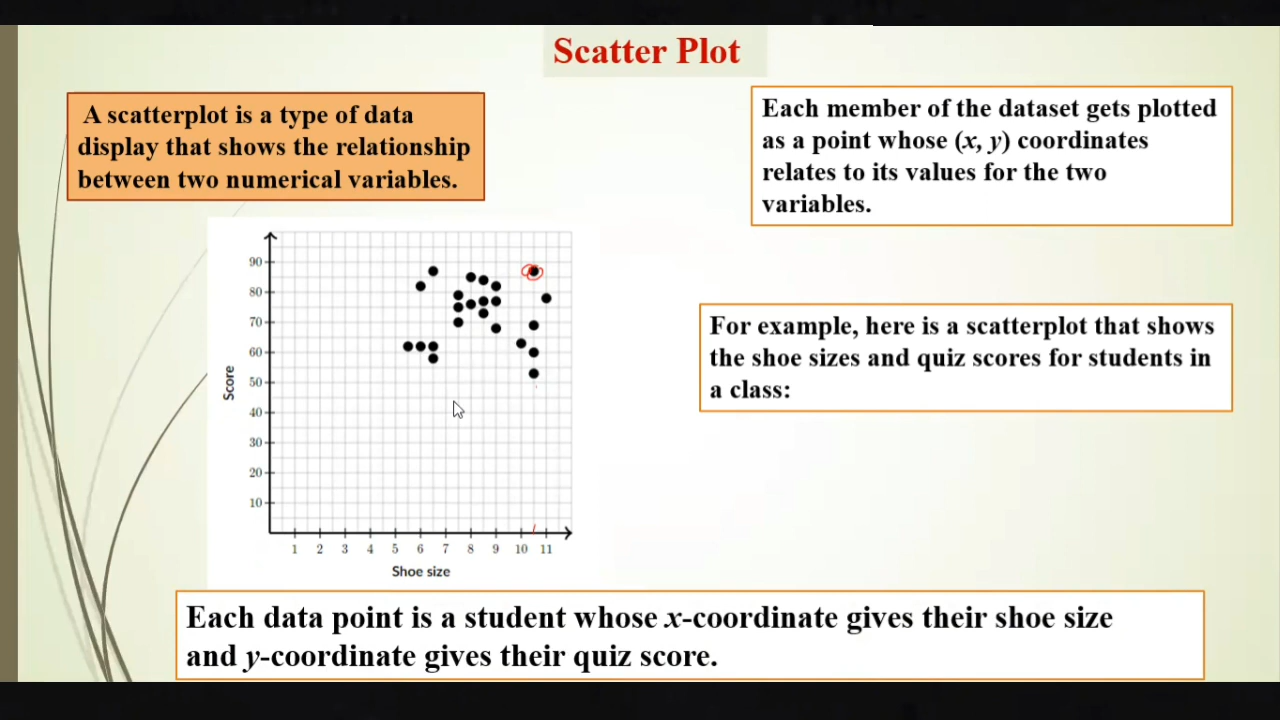 Scatter Plot
A scatterplot is a type of data
display that shows the relationship
between two numerical variables.
Each member of the dataset gets plotted
as a point whose (x, y) coordinates
relates to its values for the two
variables.
For example, here is a scatterplot that shows
the shoe sizes and quiz scores for students in
a class:
90
80
70
60
50
40
30
20
10
Score
1 2 3 4 5 6 7 8 9 10 11
Shoe size
Each data point is a student whose x-coordinate gives their shoe size
and y-coordinate gives their quiz score.